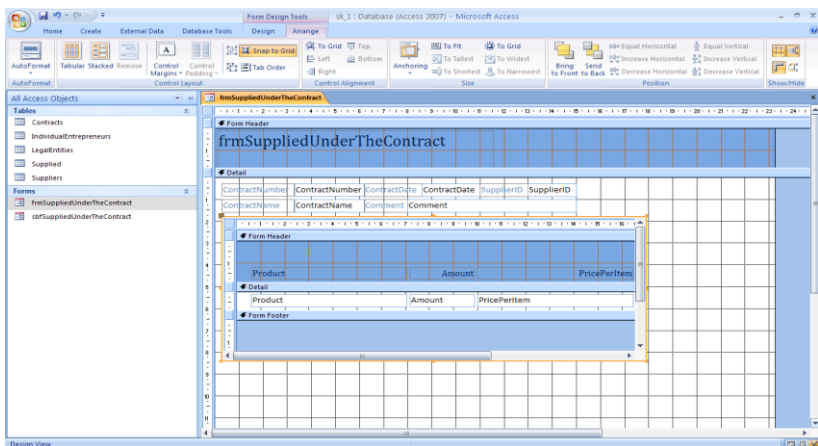 Form Design Tools sk_1 : Database (Access 2007) - Microsoft Access
Home Create External Data Database Tools Design Arrange
AutoFormat Tabular Stacked Remove Control Margins Control Padding Snap to Grid Tab Order To Grid Left Right Top Bottom Anchoring To Fit To Tallest To Shortest To Grid To Widest To Narrowest Bring to Front Send to Back Equal Horizontal Increase Horizontal Decrease Horizontal Equal Vertical Increase Vertical Decrease Vertical
AutoFormat Control Layout Control Alignment Size Position Show/Hide
All Access Objects
frmSuppliedUnderTheContract
Tables
Contracts
IndividualEntrepreneurs
LegalEntities
Supplied
Suppliers
Forms
frmSuppliedUnderTheContract
sbfSuppliedUnderTheContract
Form Header
frmSuppliedUnderTheContract
Detail
ContractNumber ContractNumber ContractDate ContractDate SupplierID SupplierID
ContractName ContractName Comment Comment
Form Header
Product Amount PricePerItem
Detail
Product Amount PricePerItem
Form Footer
Design View